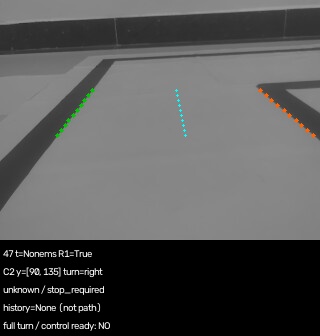 47 t=Nonems R1=True
C2 y=[90, 135] turn=right
unknown / stop_required
history=None (not path)
full turn / control ready: NO